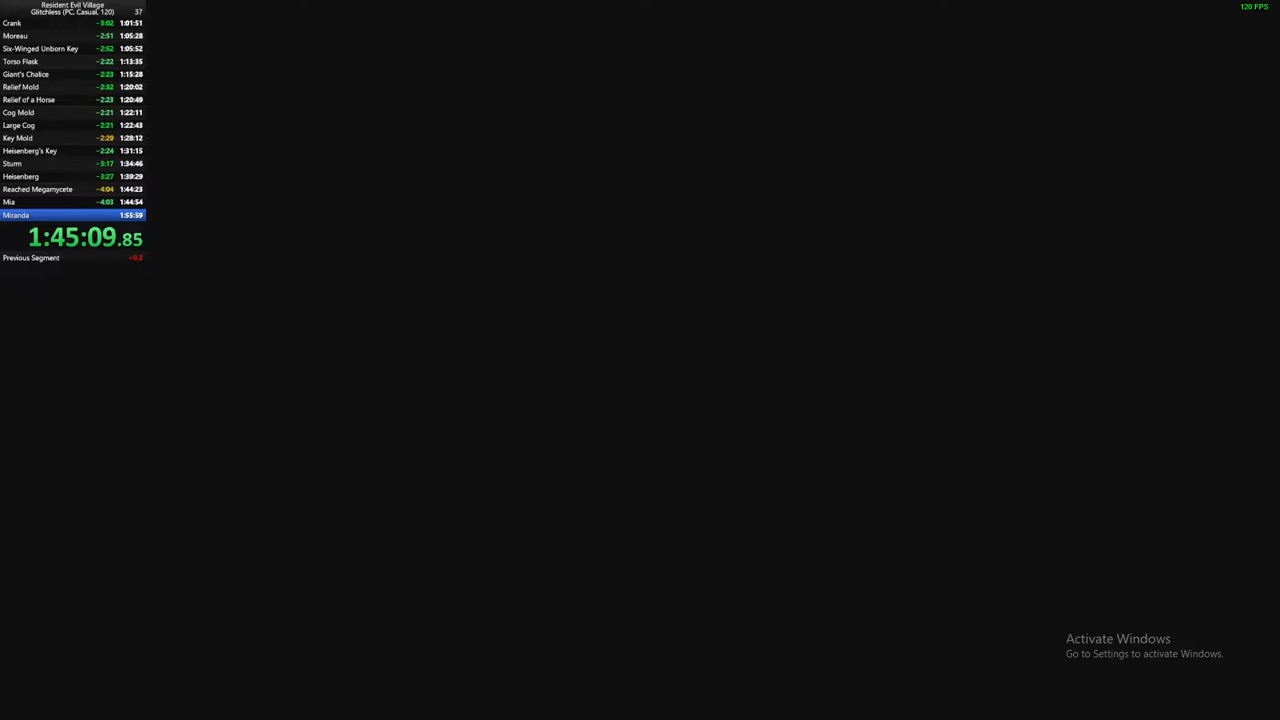 Resident Evil Village
Glitchless (PC, Casual, 120) 37
Crank -3:02 1:01:51
Moreau -2:51 1:05:28
Six-Winged Unborn Key -2:52 1:05:52
Torso Flask -2:22 1:13:35
Giant's Chalice -2:23 1:15:28
Relief Mold -2:32 1:20:02
Relief of a Horse -2:23 1:20:49
Cog Mold -2:21 1:22:11
Large Cog -2:21 1:22:43
Key Mold -2:29 1:28:12
Heisenberg's Key -2:24 1:31:15
Sturm -3:17 1:34:46
Heisenberg -3:27 1:39:29
Reached Megamycete -4:04 1:44:23
Mia -4:03 1:44:54
Miranda 1:55:59
1:45:09.85
Previous Segment +0.3
120 FPS
Activate Windows
Go to Settings to activate Windows.